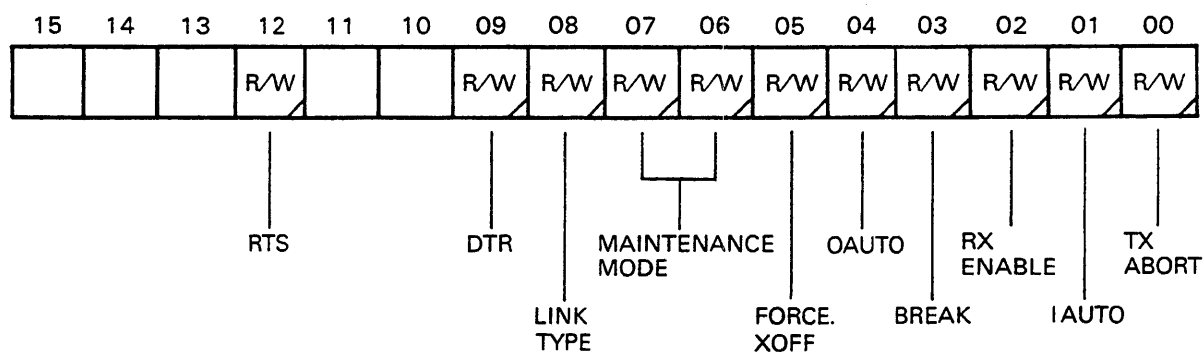 15 14 13 12 11 10 09 08 07 06 05 04 03 02 01 00
R/W R/W R/W R/W R/W R/W R/W R/W R/W R/W R/W
RTS DTR MAINTENANCE MODE OAUTO RX ENABLE TX ABORT
LINK TYPE FORCE. XOFF BREAK IAUTO